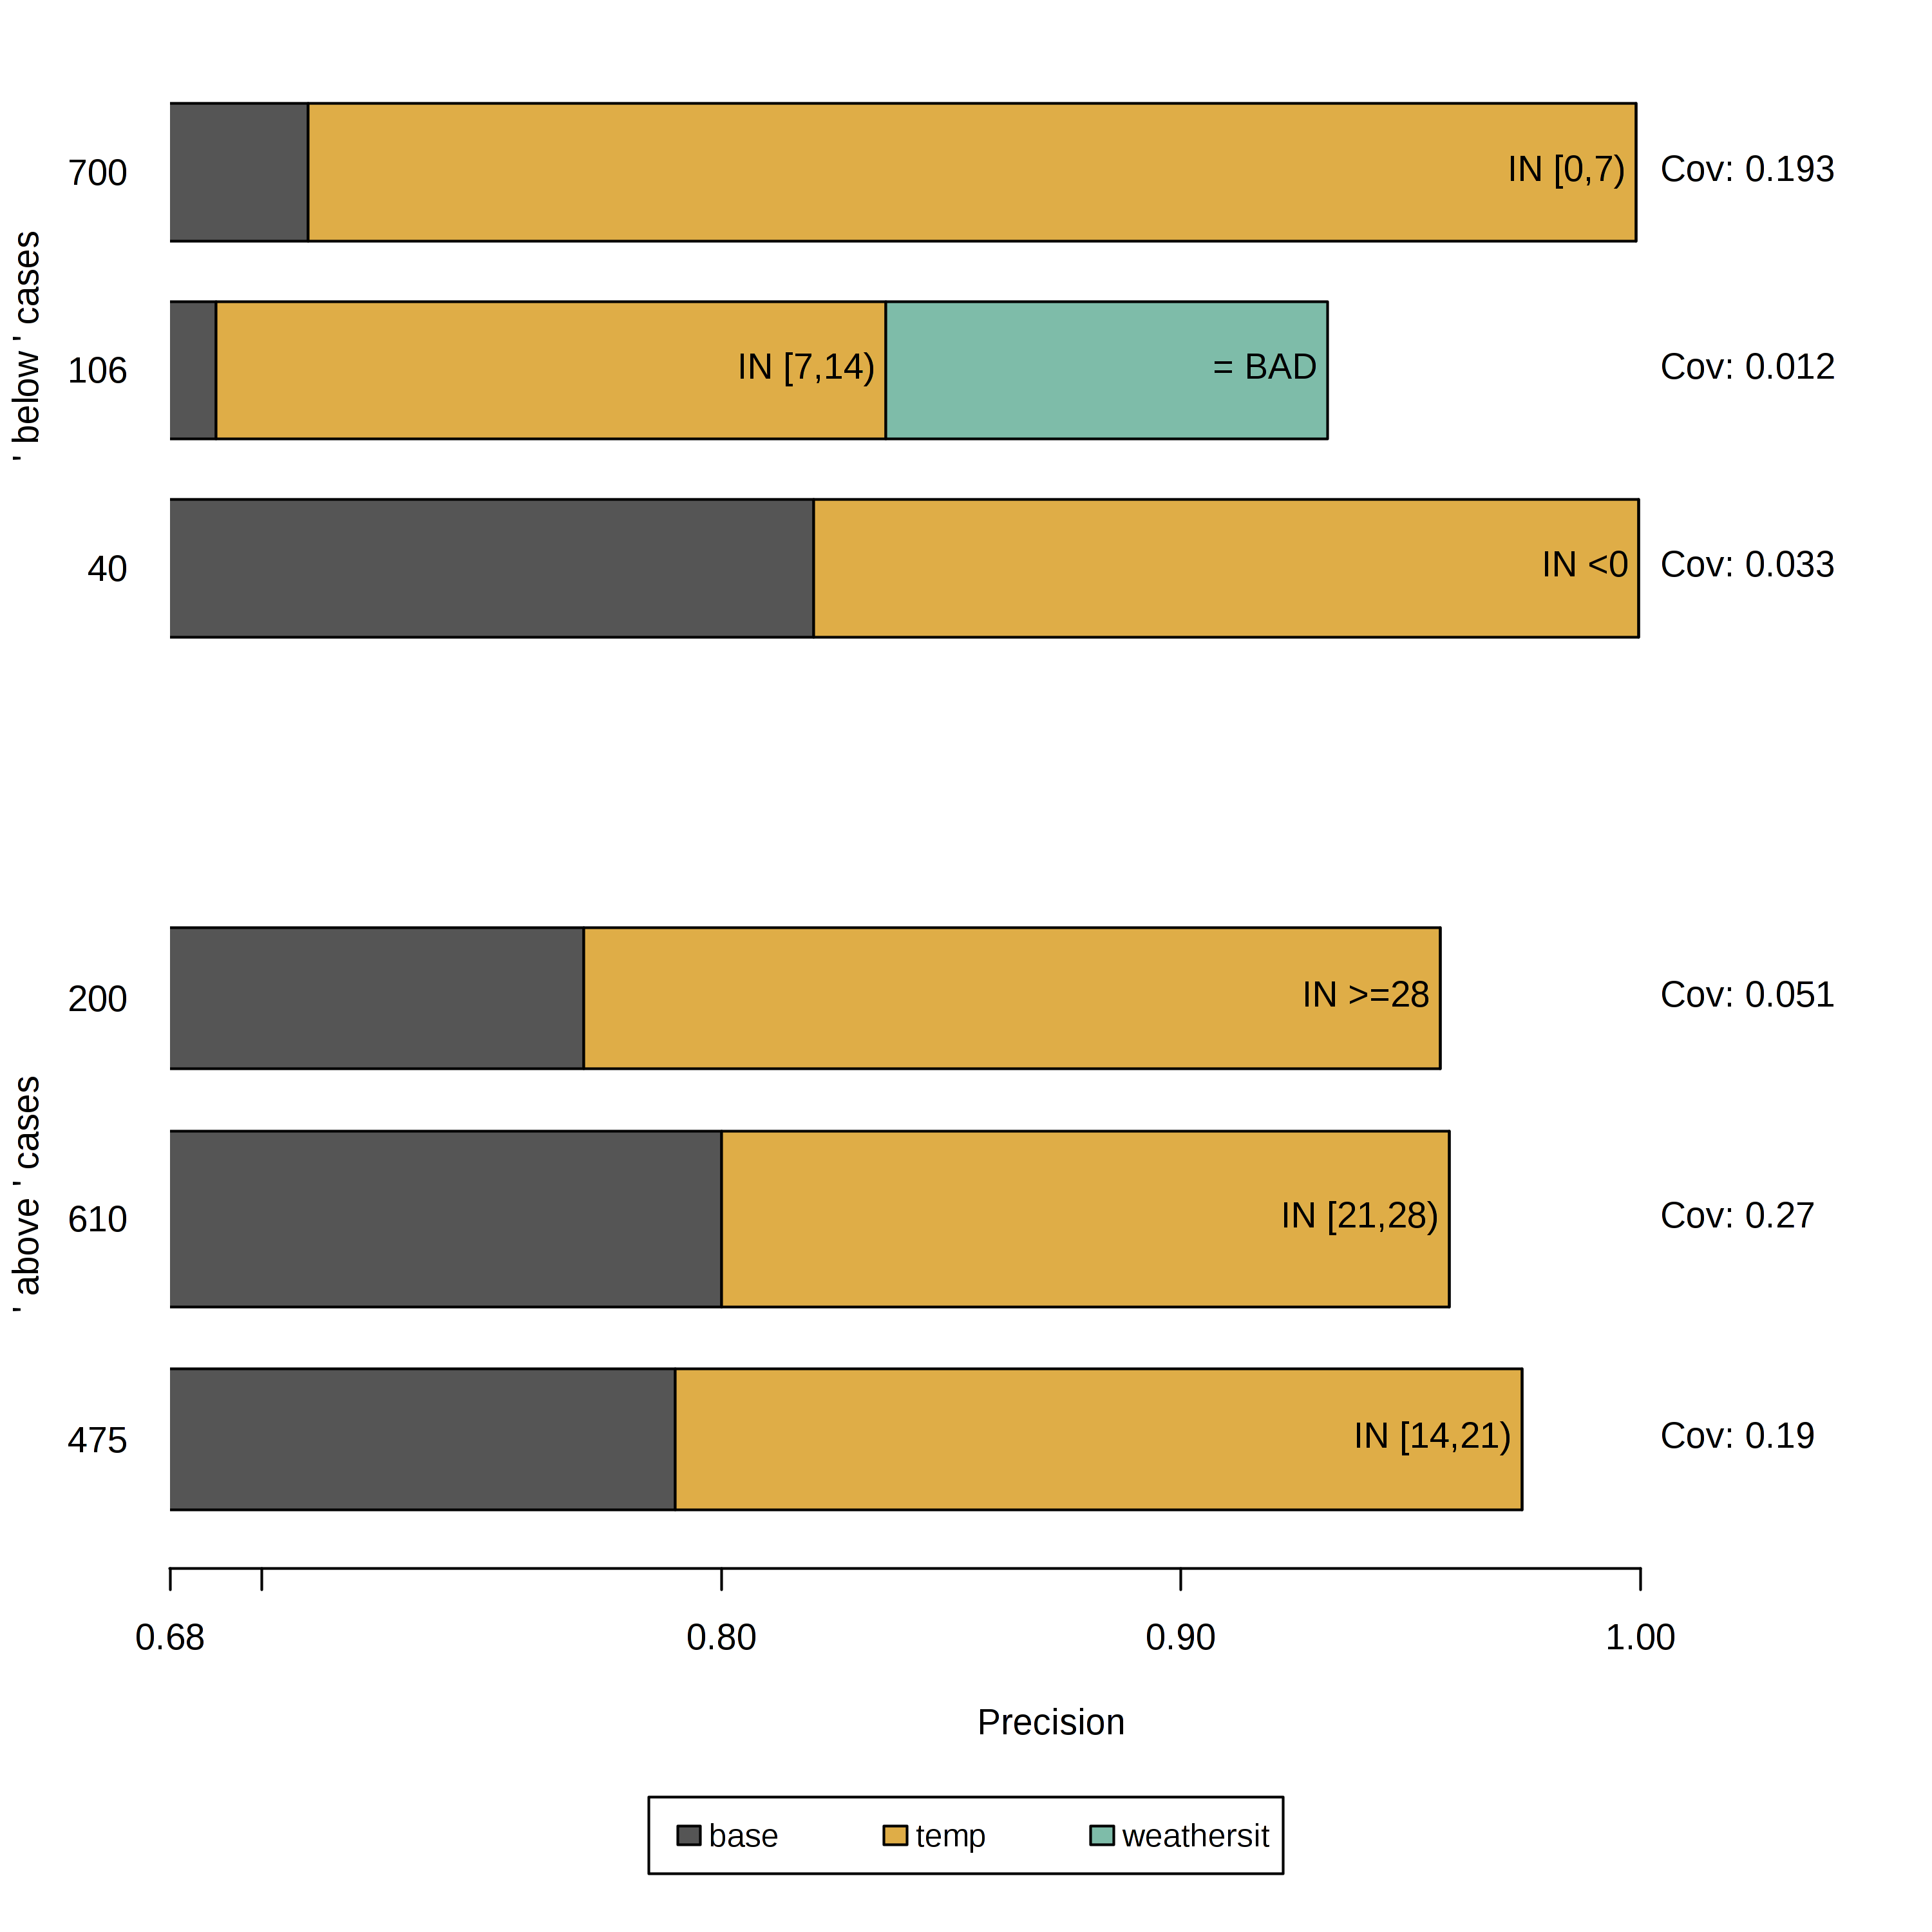 ' below ' cases
700
IN [0,7)
Cov: 0.193
106
IN [7,14)
= BAD
Cov: 0.012
40
IN <0
Cov: 0.033
' above ' cases
200
IN >=28
Cov: 0.051
610
IN [21,28)
Cov: 0.27
475
IN [14,21)
Cov: 0.19
0.68
0.80
0.90
1.00
Precision
base
temp
weathersit